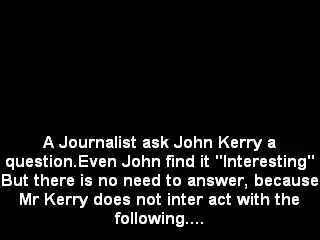 A Journalist ask John Kerry a
question.Even John find it "Interesting"
But there is no need to answer, because
Mr Kerry does not inter act with the
following....